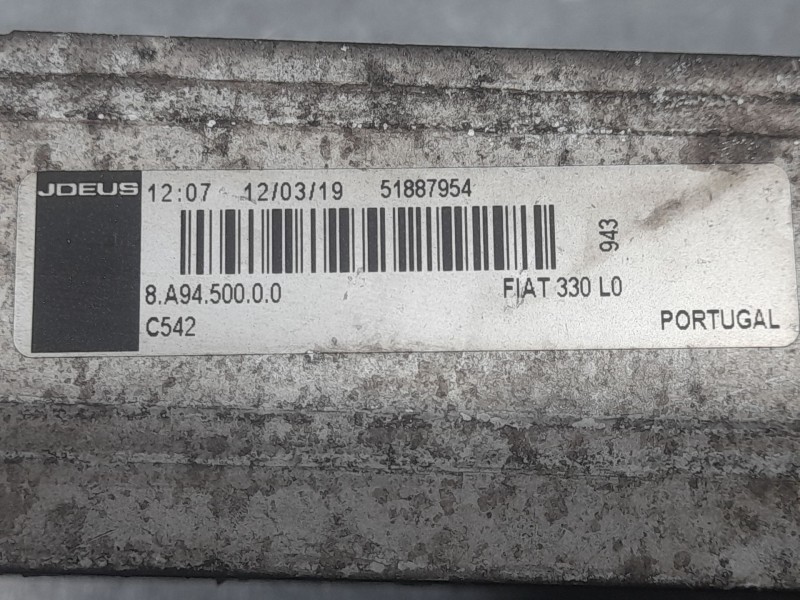 JDEUS 12:07 12/03/19 51887954
943
8.A94.500.0.0 FIAT 330 L0
C542 PORTUGAL